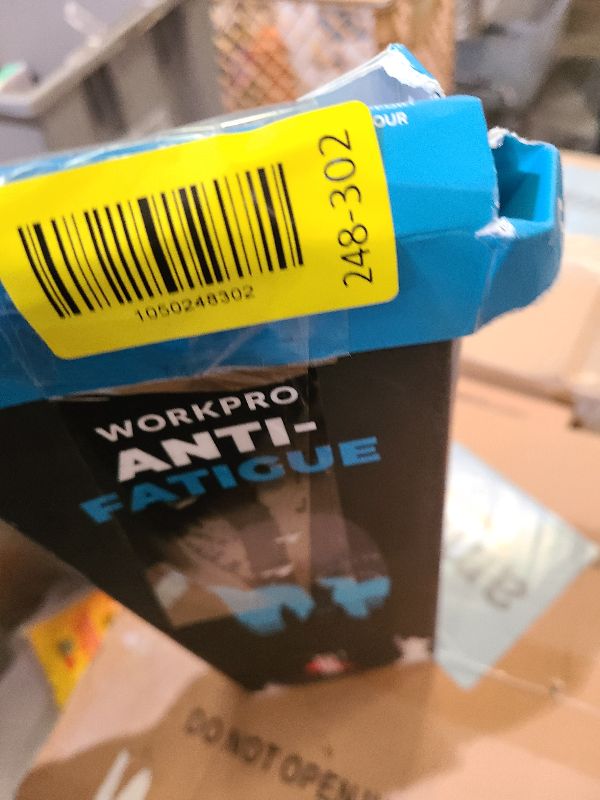 OUR
248-302
1050248302
WORKPRO
ANTI-
FATIGUE
DO NOT OPEN